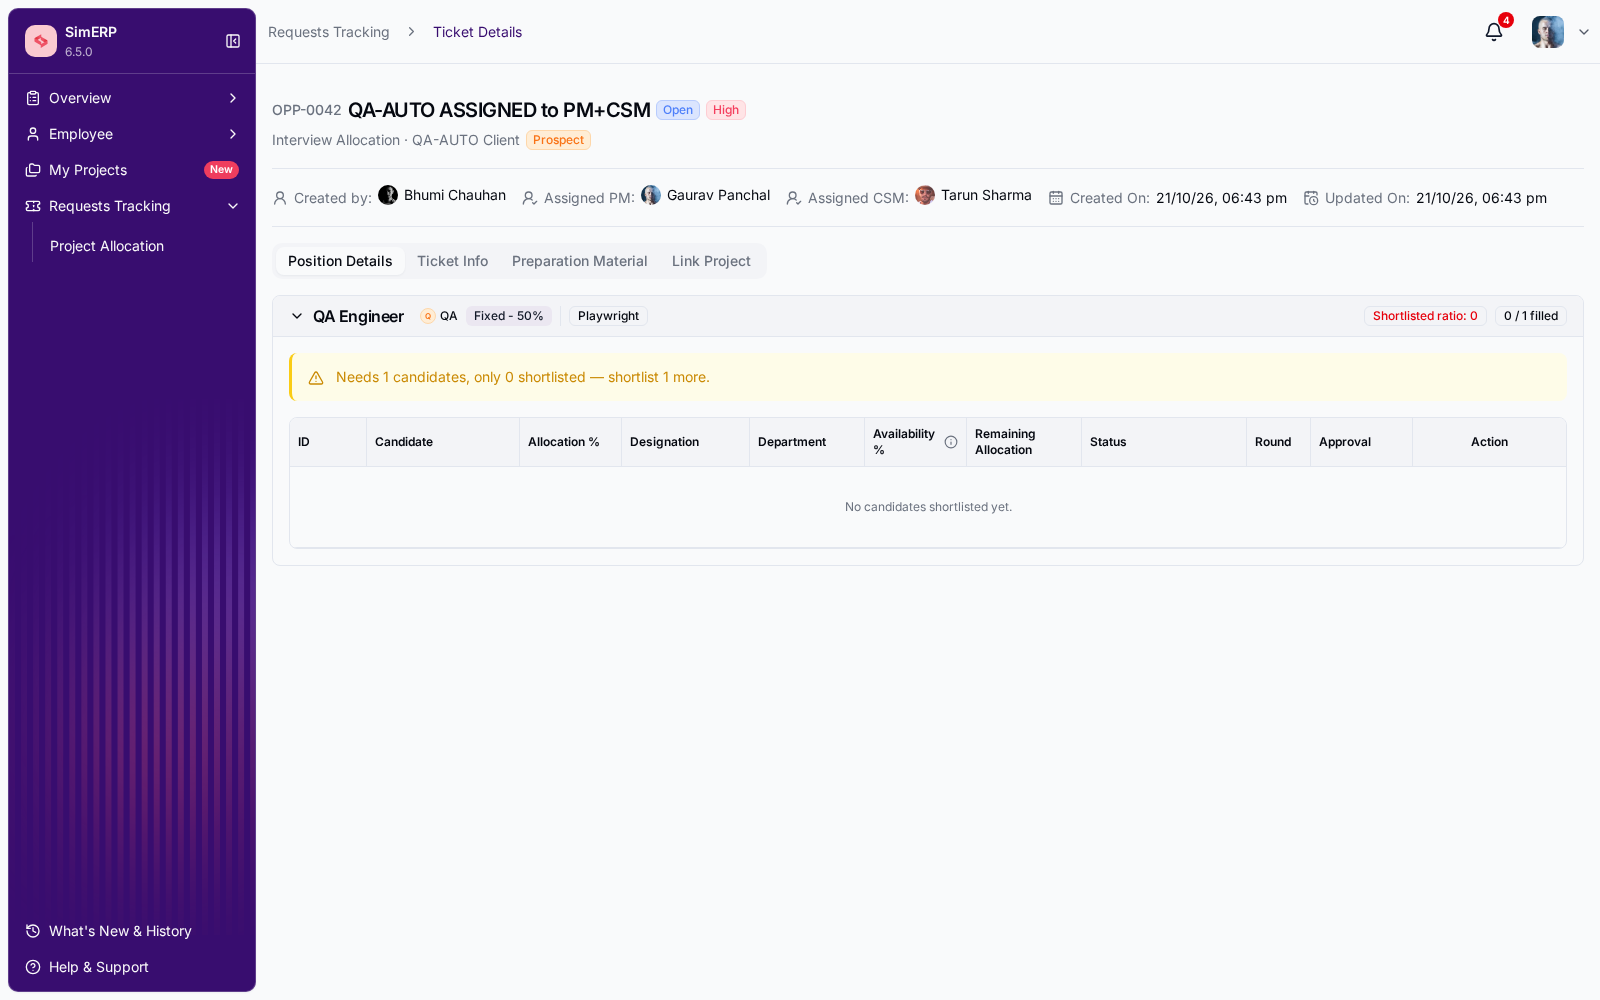 SimERP
6.5.0
Overview
Employee
My Projects New
Requests Tracking
Project Allocation
What's New & History
Help & Support
Requests Tracking Ticket Details
4
OPP-0042 QA-AUTO ASSIGNED to PM+CSM Open High
Interview Allocation · QA-AUTO Client Prospect
Created by: Bhumi Chauhan Assigned PM: Gaurav Panchal Assigned CSM: Tarun Sharma Created On: 21/10/26, 06:43 pm Updated On: 21/10/26, 06:43 pm
Position Details Ticket Info Preparation Material Link Project
QA Engineer Q QA Fixed - 50% Playwright Shortlisted ratio: 0 0 / 1 filled
Needs 1 candidates, only 0 shortlisted — shortlist 1 more.
ID Candidate Allocation % Designation Department Availability % Remaining Allocation Status Round Approval Action
No candidates shortlisted yet.